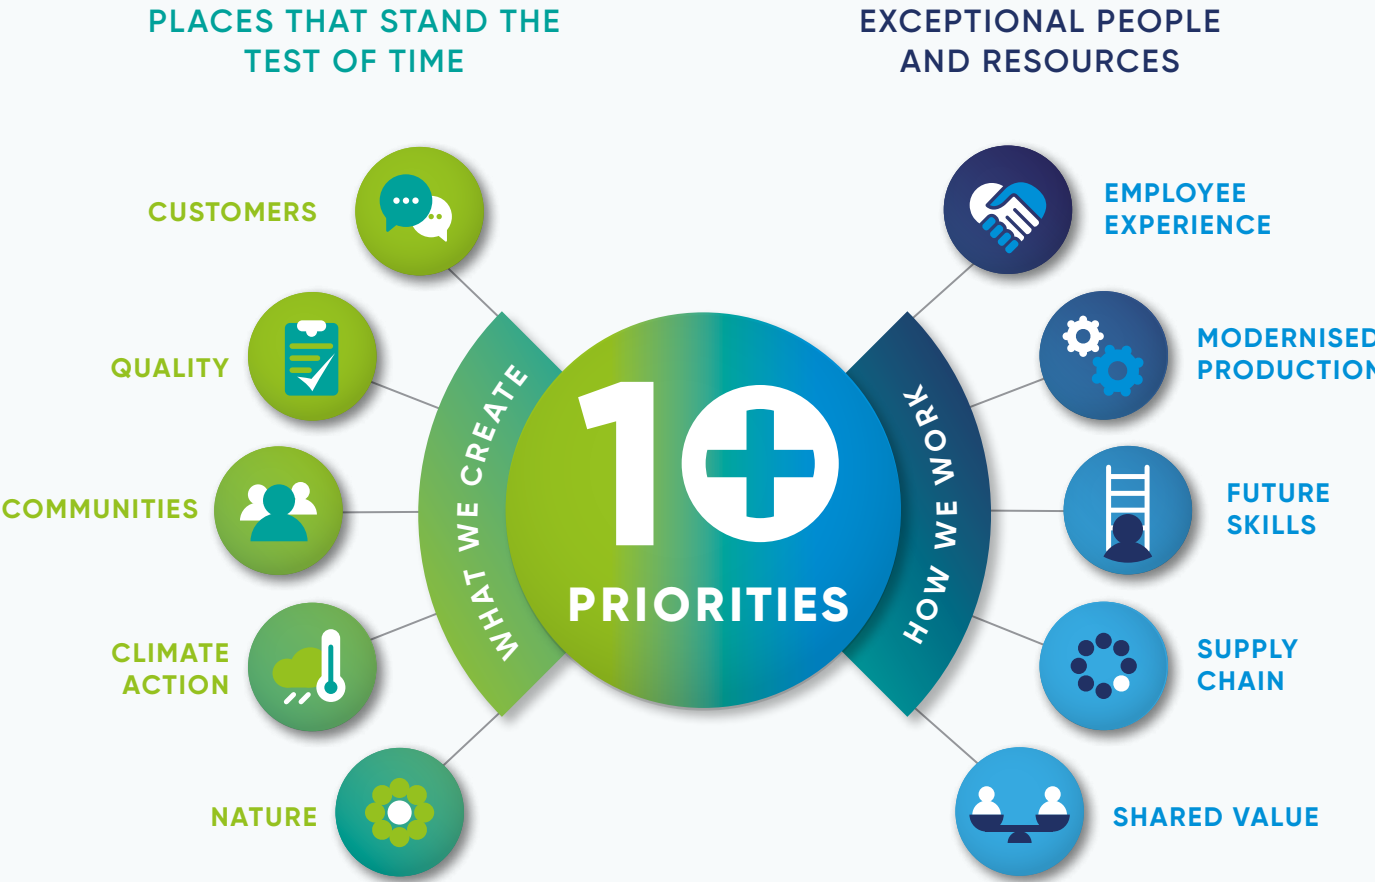 PLACES THAT STAND THE
TEST OF TIME
CUSTOMERS
QUALITY
COMMUNITIES
CLIMATE
ACTION
NATURE
WHAT WE CREATE
10
PRIORITIES
HOW WE WORK
EXCEPTIONAL PEOPLE
AND RESOURCES
EMPLOYEE
EXPERIENCE
MODERNISED
PRODUCTION
FUTURE
SKILLS
SUPPLY
CHAIN
SHARED VALUE